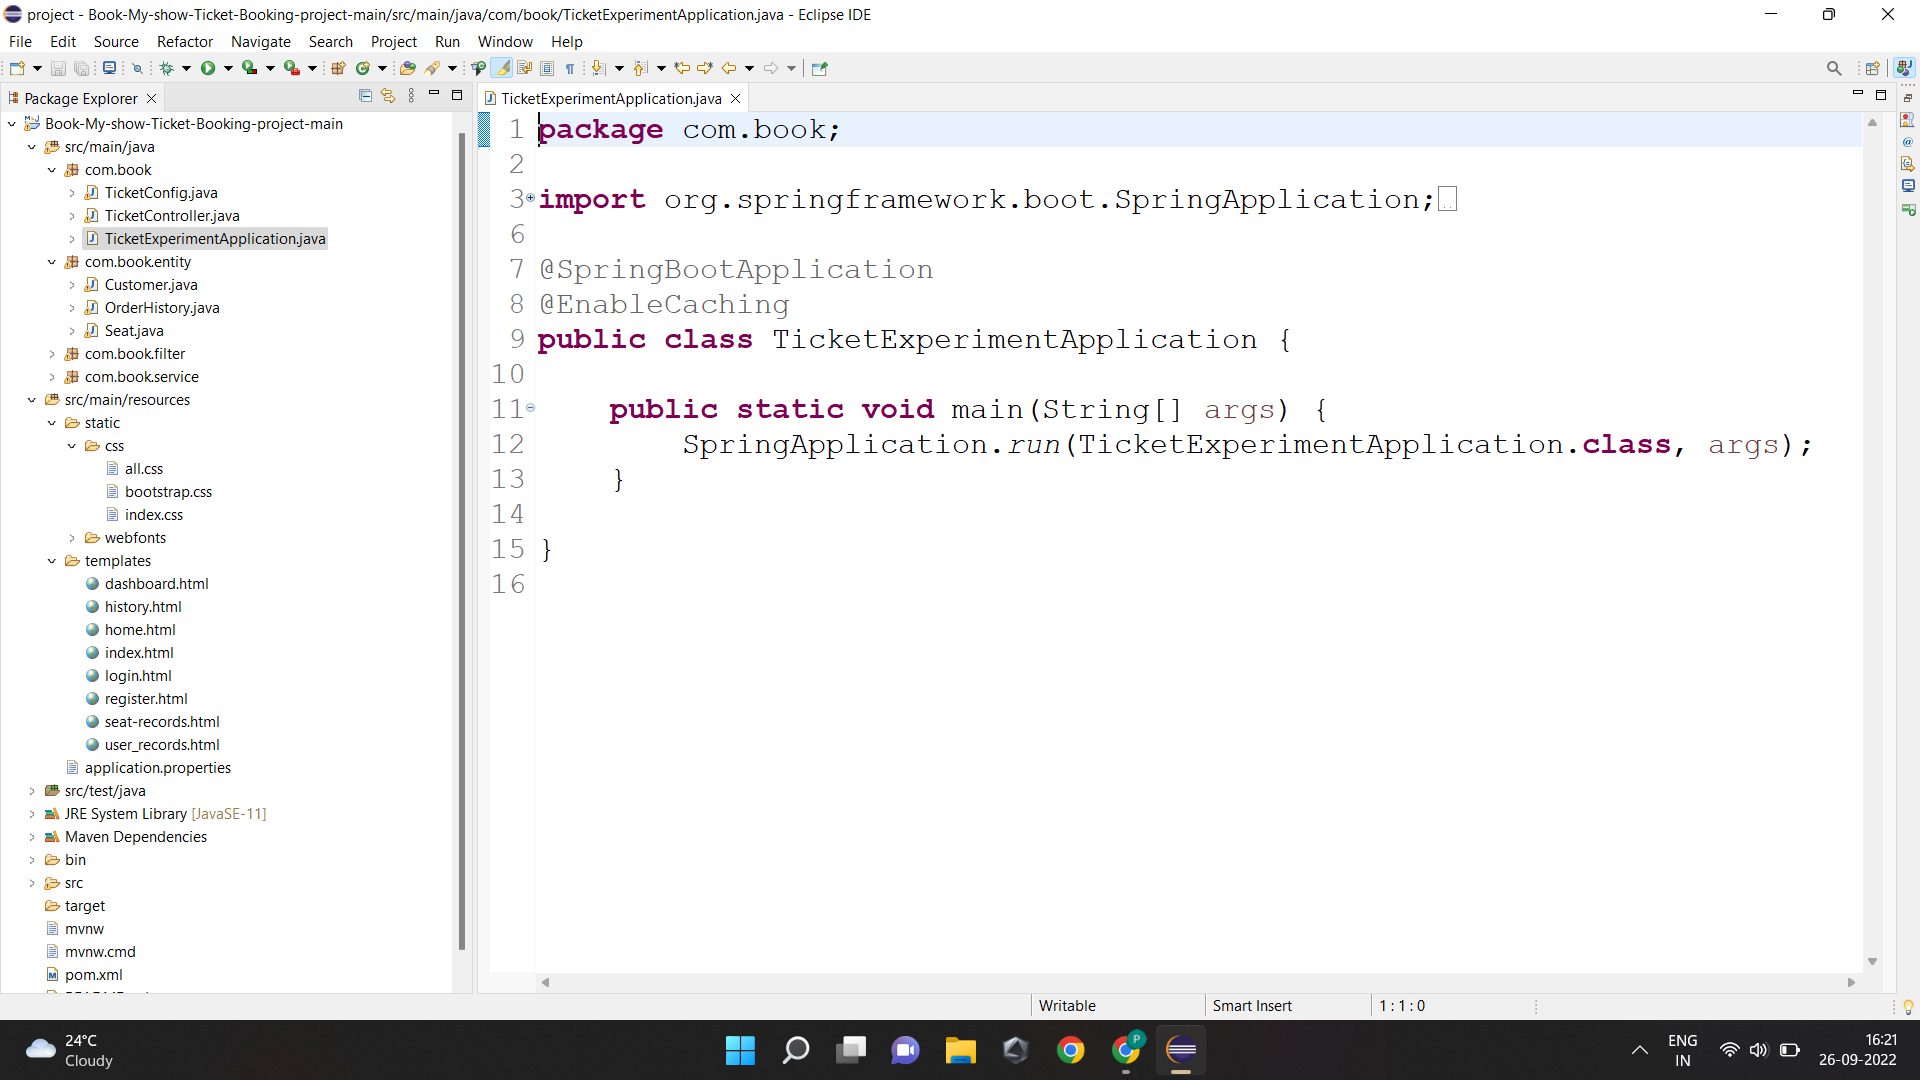 project - Book-My-show-Ticket-Booking-project-main/src/main/java/com/book/TicketExperimentApplication.java - Eclipse IDE
File Edit Source Refactor Navigate Search Project Run Window Help
Package Explorer
Book-My-show-Ticket-Booking-project-main
src/main/java
com.book
TicketConfig.java
TicketController.java
TicketExperimentApplication.java
com.book.entity
Customer.java
OrderHistory.java
Seat.java
com.book.filter
com.book.service
src/main/resources
static
css
all.css
bootstrap.css
index.css
webfonts
templates
dashboard.html
history.html
home.html
index.html
login.html
register.html
seat-records.html
user_records.html
application.properties
src/test/java
JRE System Library [JavaSE-11]
Maven Dependencies
bin
src
target
mvnw
mvnw.cmd
pom.xml
TicketExperimentApplication.java
1 package com.book;
2
3 import org.springframework.boot.SpringApplication;
6
7 @SpringBootApplication
8 @EnableCaching
9 public class TicketExperimentApplication {
10
11 public static void main(String[] args) {
12 SpringApplication.run(TicketExperimentApplication.class, args);
13 }
14
15 }
16
Writable Smart Insert 1 : 1 : 0
24°C
Cloudy
P
ENG
IN
16:21
26-09-2022